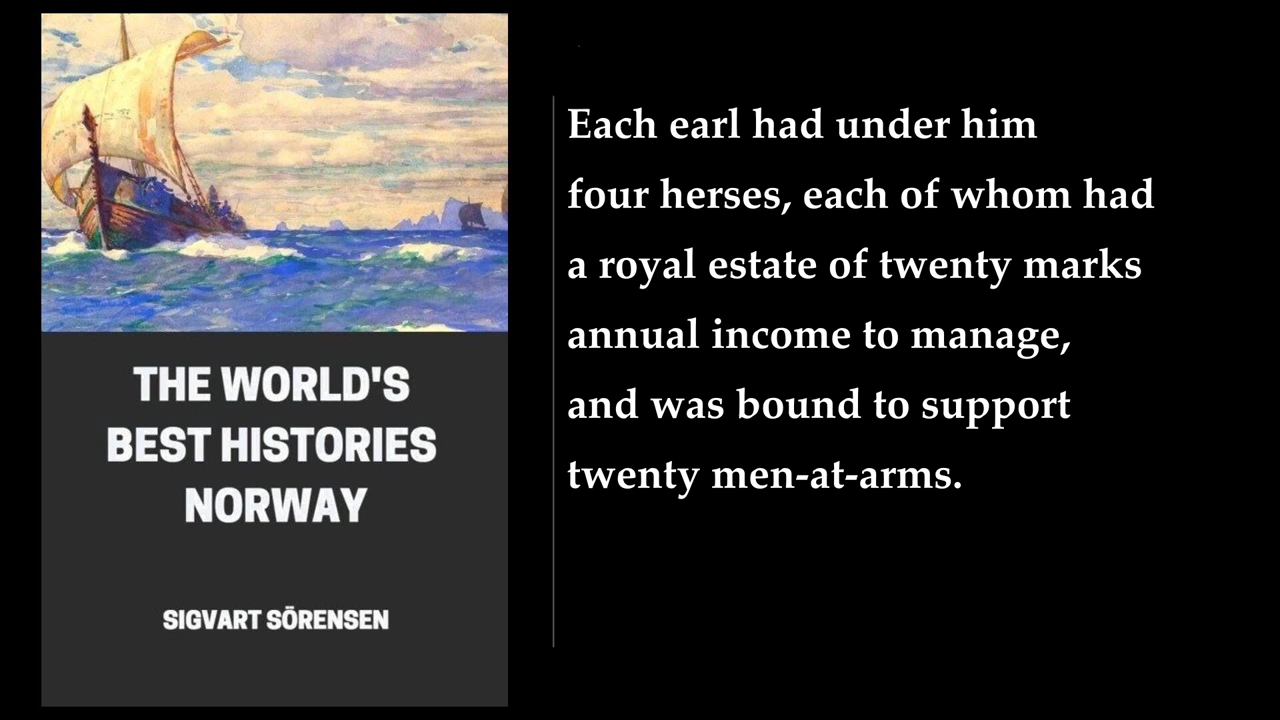 THE WORLD'S
BEST HISTORIES
NORWAY
SIGVART SÖRENSEN
Each earl had under him
four herses, each of whom had
a royal estate of twenty marks
annual income to manage,
and was bound to support
twenty men-at-arms.